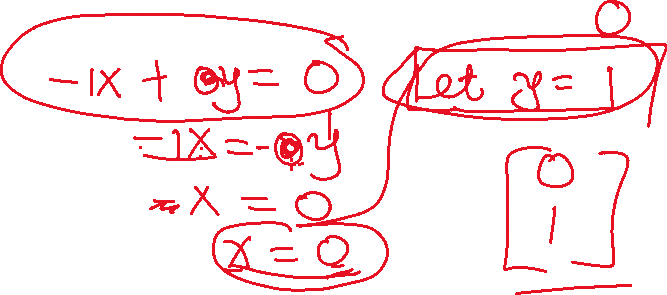 0
-1x + 0y = 0
Let y = 1
-1x = -0y
-x = 0
x = 0
0
1